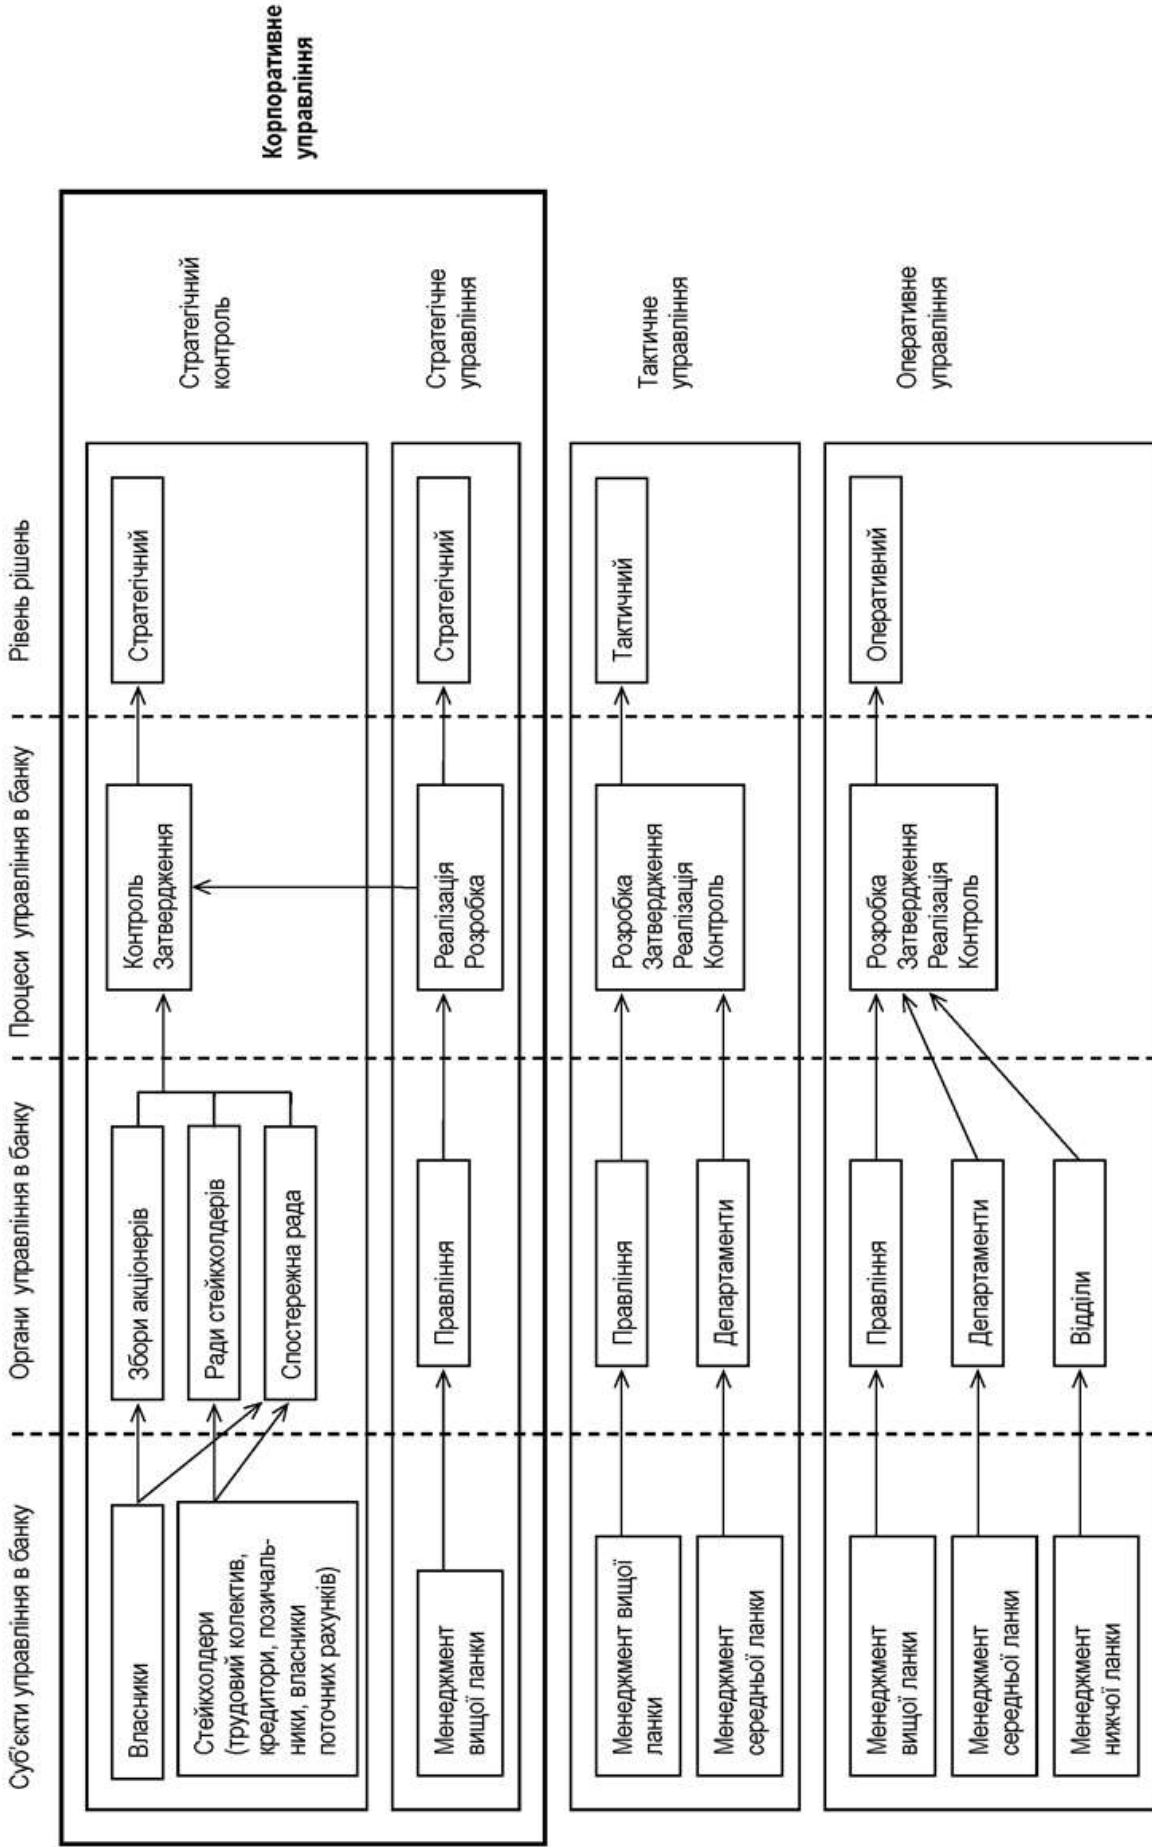 Суб'єкти управління в банку
Органи управління в банку
Процеси управління в банку
Рівень рішень
Корпоративне
управління
Власники
Стейкхолдери
(трудовий колектив,
кредитори, позичаль-
ники, власники
поточних рахунків)
Збори акціонерів
Ради стейкхолдерів
Спостережна рада
Контроль
Затвердження
Стратегічний
Стратегічний
контроль
Менеджмент
вищої ланки
Правління
Реалізація
Розробка
Стратегічний
Стратегічне
управління
Менеджмент вищої
ланки
Менеджмент
середньої ланки
Правління
Департаменти
Розробка
Затвердження
Реалізація
Контроль
Тактичний
Тактичне
управління
Менеджмент
вищої ланки
Менеджмент
середньої ланки
Менеджмент
нижчої ланки
Правління
Департаменти
Відділи
Розробка
Затвердження
Реалізація
Контроль
Оперативний
Оперативне
управління